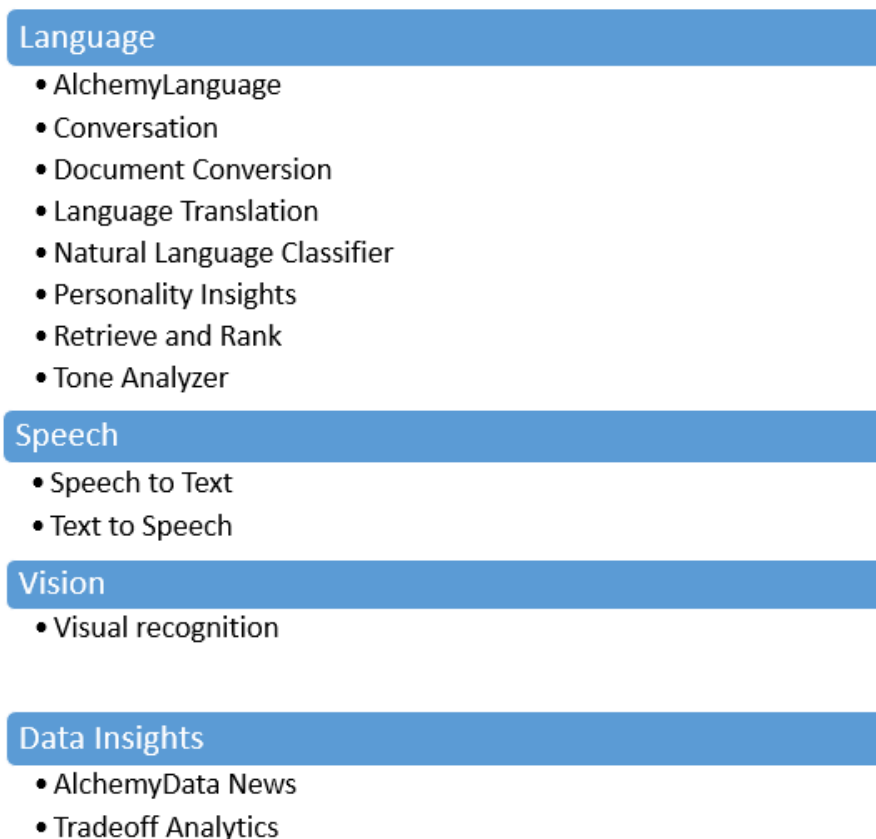 Language
• AlchemyLanguage
• Conversation
• Document Conversion
• Language Translation
• Natural Language Classifier
• Personality Insights
• Retrieve and Rank
• Tone Analyzer
Speech
• Speech to Text
• Text to Speech
Vision
• Visual recognition
Data Insights
• AlchemyData News
• Tradeoff Analytics